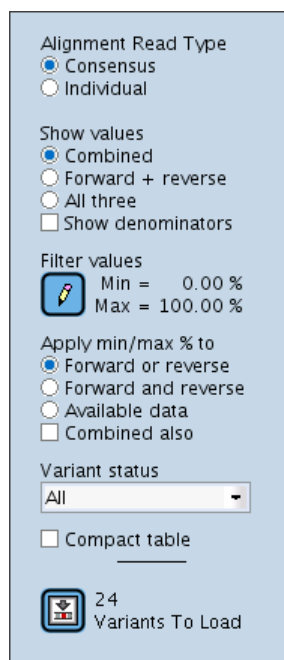 Alignment Read Type
Consensus
Individual
Show values
Combined
Forward + reverse
All three
Show denominators
Filter values
Min = 0.00 %
Max = 100.00 %
Apply min/max % to
Forward or reverse
Forward and reverse
Available data
Combined also
Variant status
All
Compact table
24
Variants To Load